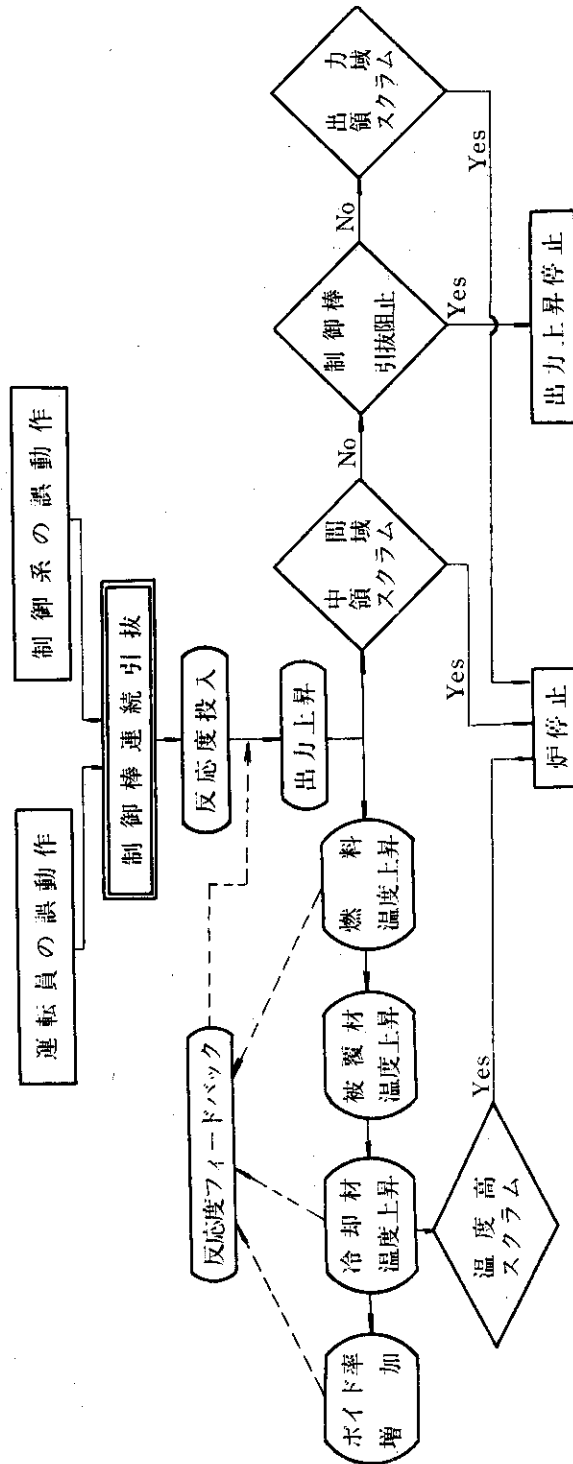 運転員の誤動作
制御系の誤動作
制御棒連続引抜
反応度投入
反応度フィードバック
出力上昇
ボイド率
増加
冷却材
温度上昇
被覆材
温度上昇
燃料
温度上昇
中間
領域
スクラム
No
制御棒
引抜阻止
No
出力
領域
スクラム
温度高
スクラム
Yes
Yes
Yes
Yes
炉停止
出力上昇停止